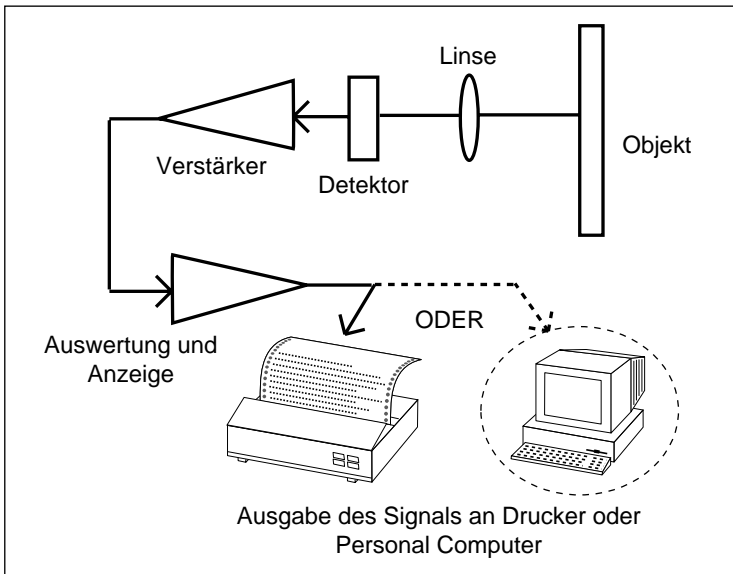 Linse
Objekt
Verstärker
Detektor
ODER
Auswertung und
Anzeige
Ausgabe des Signals an Drucker oder
Personal Computer